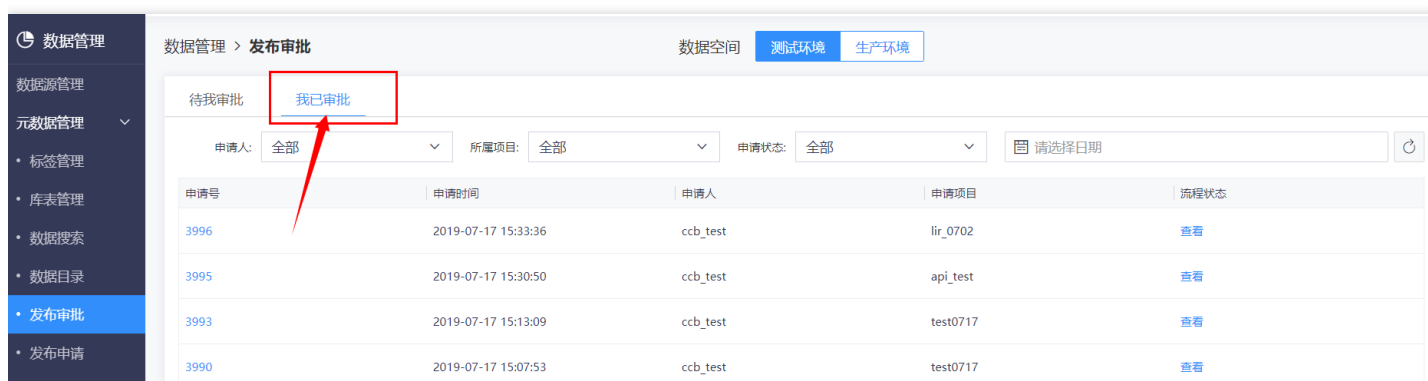 数据管理
数据管理 > 发布审批
数据空间 测试环境 生产环境
数据源管理
元数据管理
• 标签管理
• 库表管理
• 数据搜索
• 数据目录
• 发布审批
• 发布申请
待我审批 我已审批
申请人: 全部 所属项目: 全部 申请状态: 全部 请选择日期
申请号 申请时间 申请人 申请项目 流程状态
3996 2019-07-17 15:33:36 ccb_test lir_0702 查看
3995 2019-07-17 15:30:50 ccb_test api_test 查看
3993 2019-07-17 15:13:09 ccb_test test0717 查看
3990 2019-07-17 15:07:53 ccb_test test0717 查看